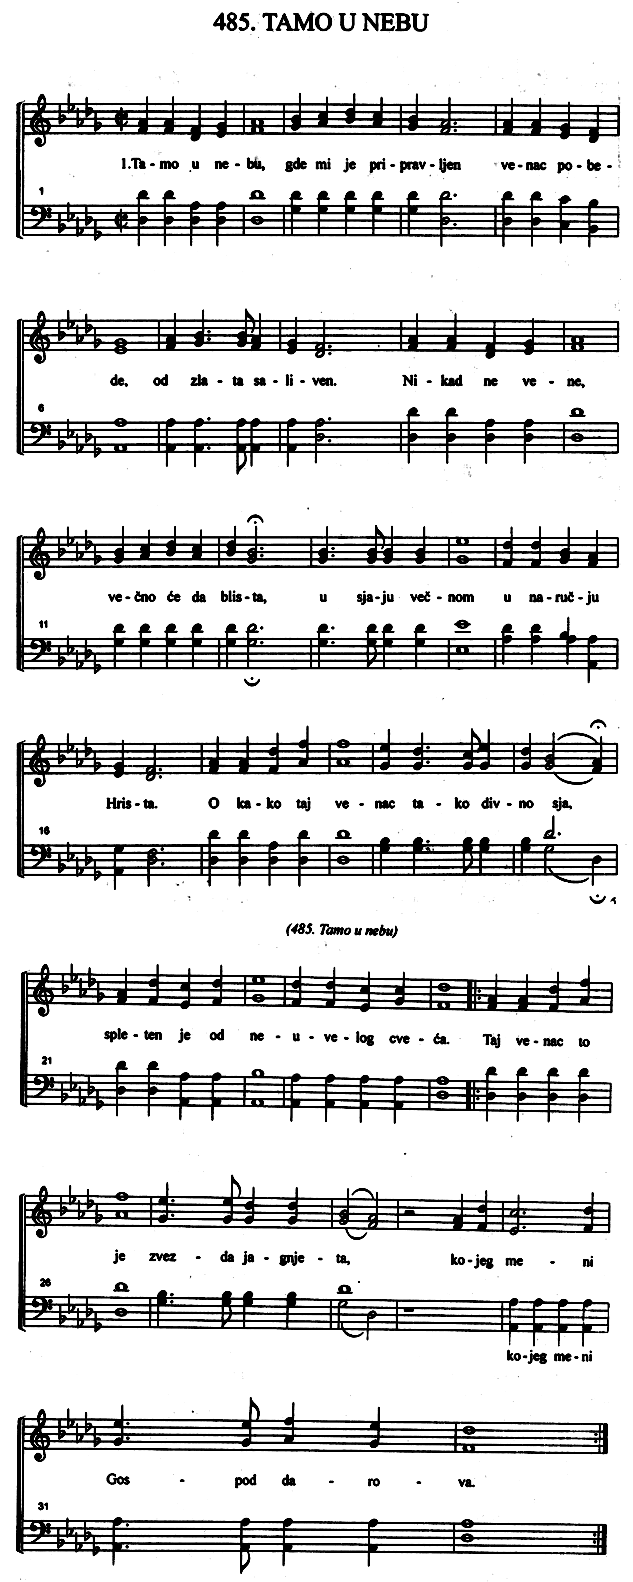 485. TAMO U NEBU
1.Ta - mo u ne - bu, gde mi je pri - prav - ljen ve - nac po - be -
1
de, od zla - ta sa - li - ven. Ni - kad ne ve - ne,
6
ve - čno će da blis - ta, u sja - ju več - nom u na - ruč - ju
11
Hris - ta. O ka - ko taj ve - nac ta - ko div - no sja,
16
(485. Tamo u nebu)
sple - ten je od ne - u - ve - log cve - ća. Taj ve - nac to
21
je zvez - da ja - gnje - ta, ko - jeg me - ni
26
ko - jeg me - ni
Gos - pod da - ro - va.
31